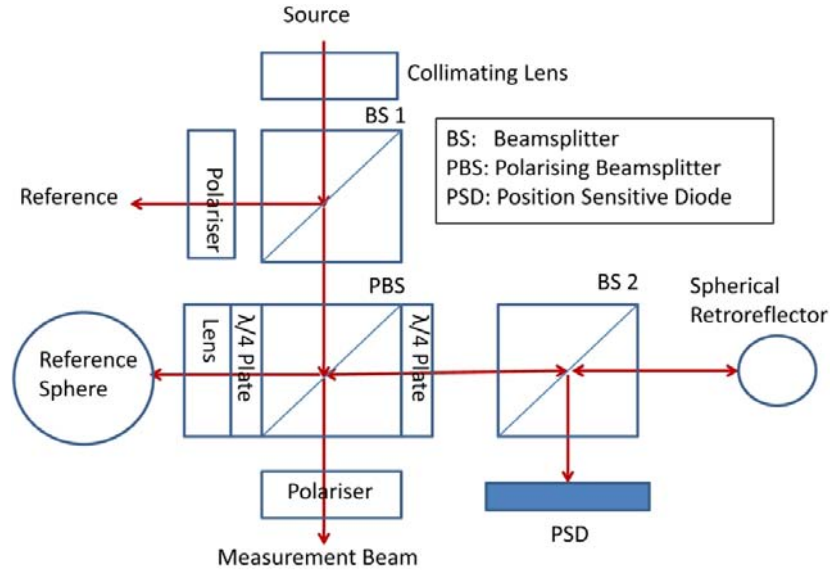 Source
Collimating Lens
BS 1
BS: Beamsplitter
PBS: Polarising Beamsplitter
PSD: Position Sensitive Diode
Polariser
Reference
PBS
BS 2
Spherical
Retroreflector
Lens
λ/4 Plate
λ/4 Plate
Reference
Sphere
Polariser
PSD
Measurement Beam